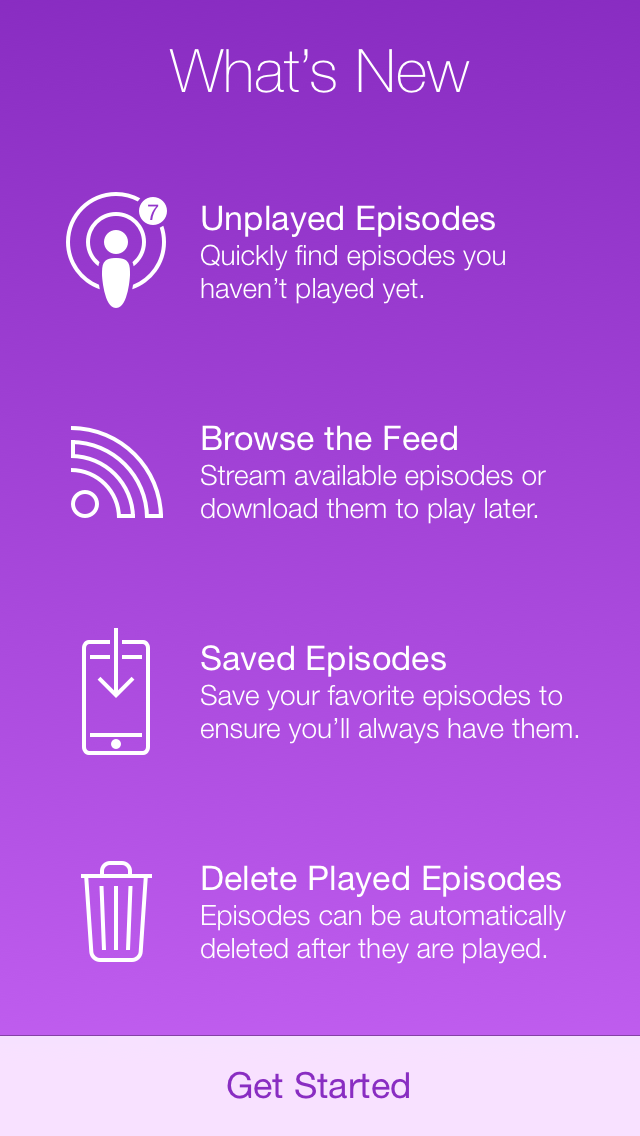 What’s New
7
Unplayed Episodes
Quickly find episodes you
haven’t played yet.
Browse the Feed
Stream available episodes or
download them to play later.
Saved Episodes
Save your favorite episodes to
ensure you’ll always have them.
Delete Played Episodes
Episodes can be automatically
deleted after they are played.
Get Started